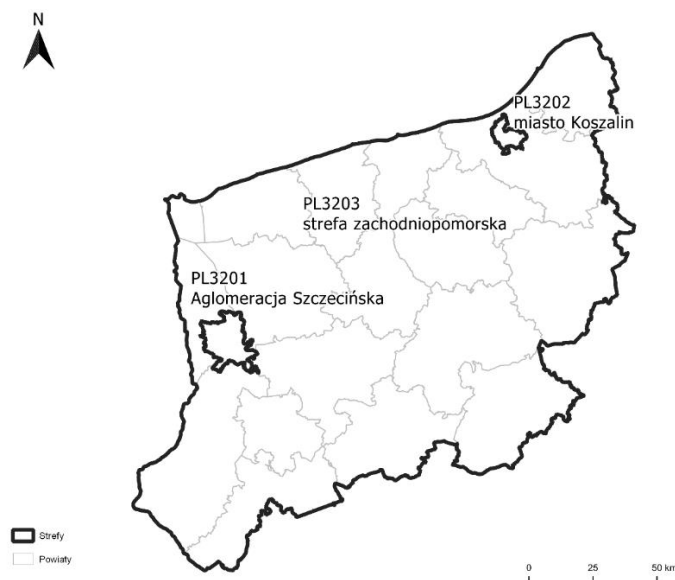 N
PL3202
miasto Koszalin
PL3203
strefa zachodniopomorska
PL3201
Aglomeracja Szczecińska
Strefy
Powiaty
0 25 50 km